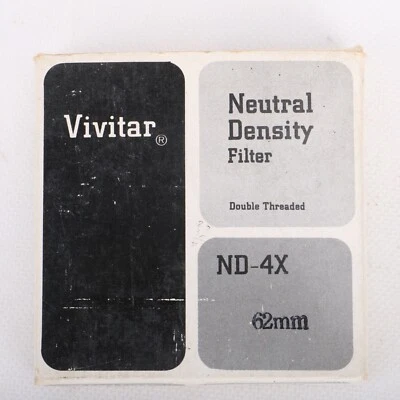 Vivitar®
Neutral
Density
Filter
Double Threaded
ND-4X
62mm